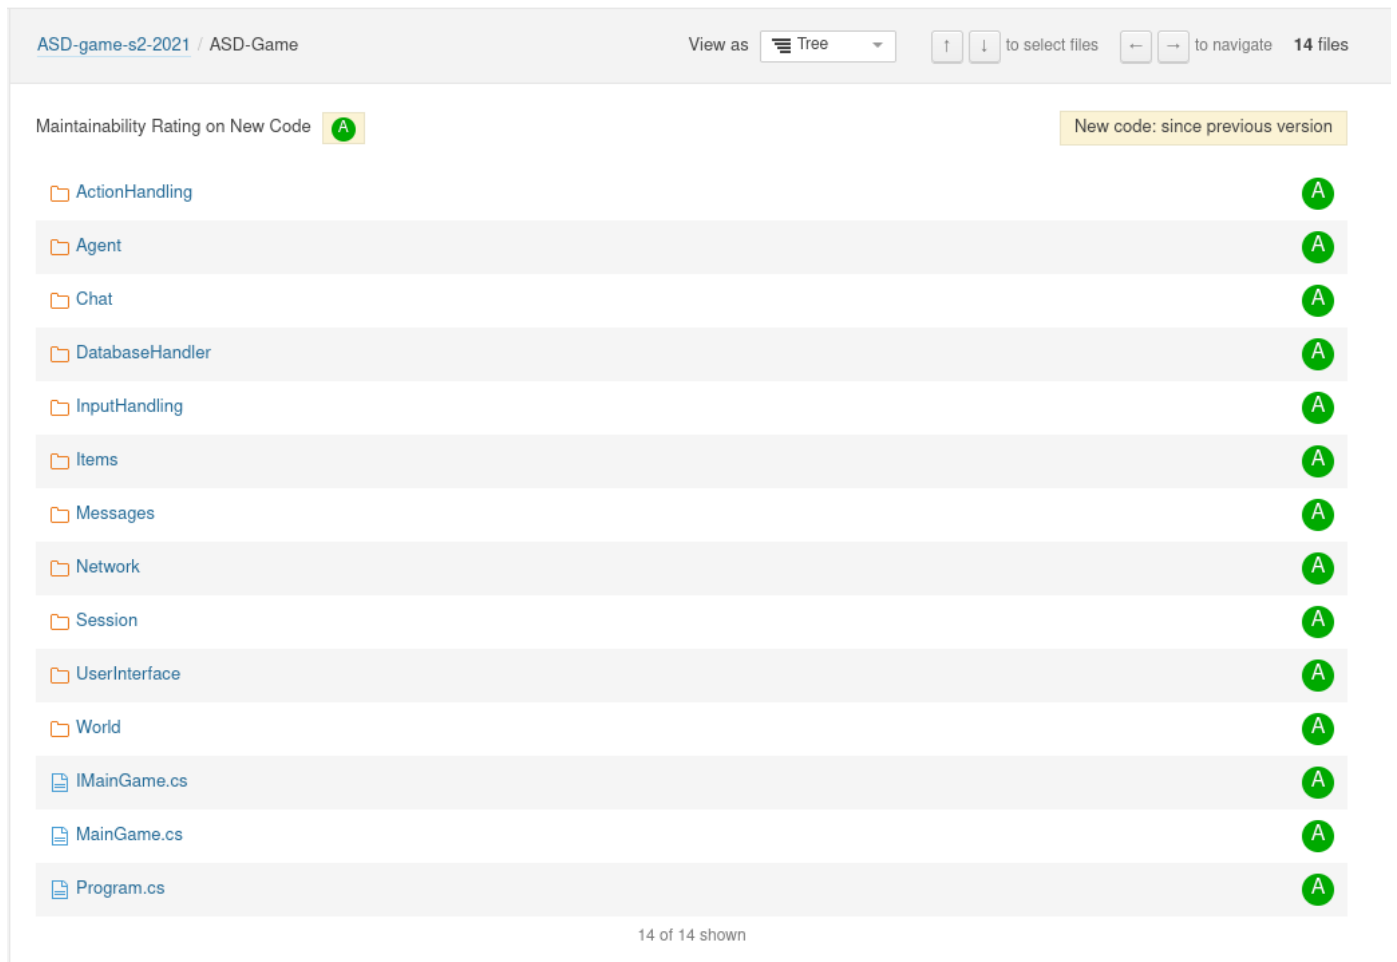 ASD-game-s2-2021 / ASD-Game View as Tree ↑ ↓ to select files ← → to navigate 14 files
Maintainability Rating on New Code A New code: since previous version
ActionHandling A
Agent A
Chat A
DatabaseHandler A
InputHandling A
Items A
Messages A
Network A
Session A
UserInterface A
World A
IMainGame.cs A
MainGame.cs A
Program.cs A
14 of 14 shown